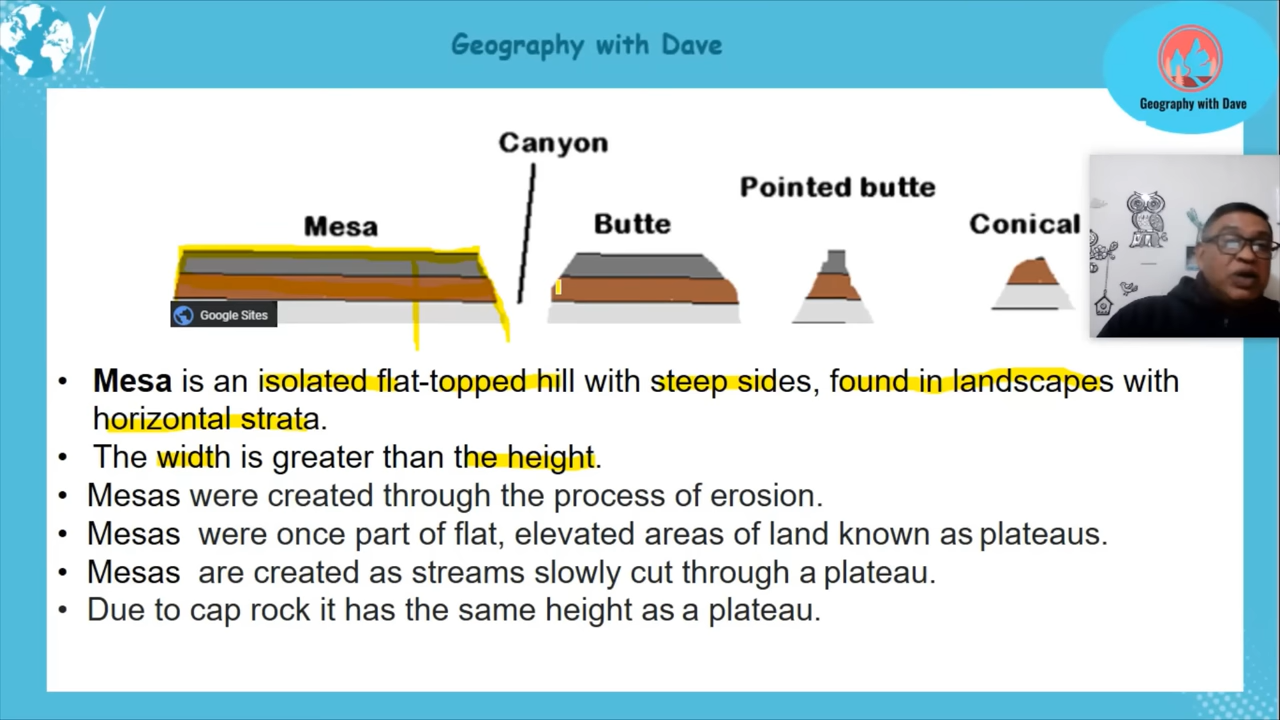 Geography with Dave
Geography with Dave
Canyon
Pointed butte
Mesa
Butte
Conical
Google Sites
• Mesa is an isolated flat-topped hill with steep sides, found in landscapes with
horizontal strata.
• The width is greater than the height.
• Mesas were created through the process of erosion.
• Mesas were once part of flat, elevated areas of land known as plateaus.
• Mesas are created as streams slowly cut through a plateau.
• Due to cap rock it has the same height as a plateau.